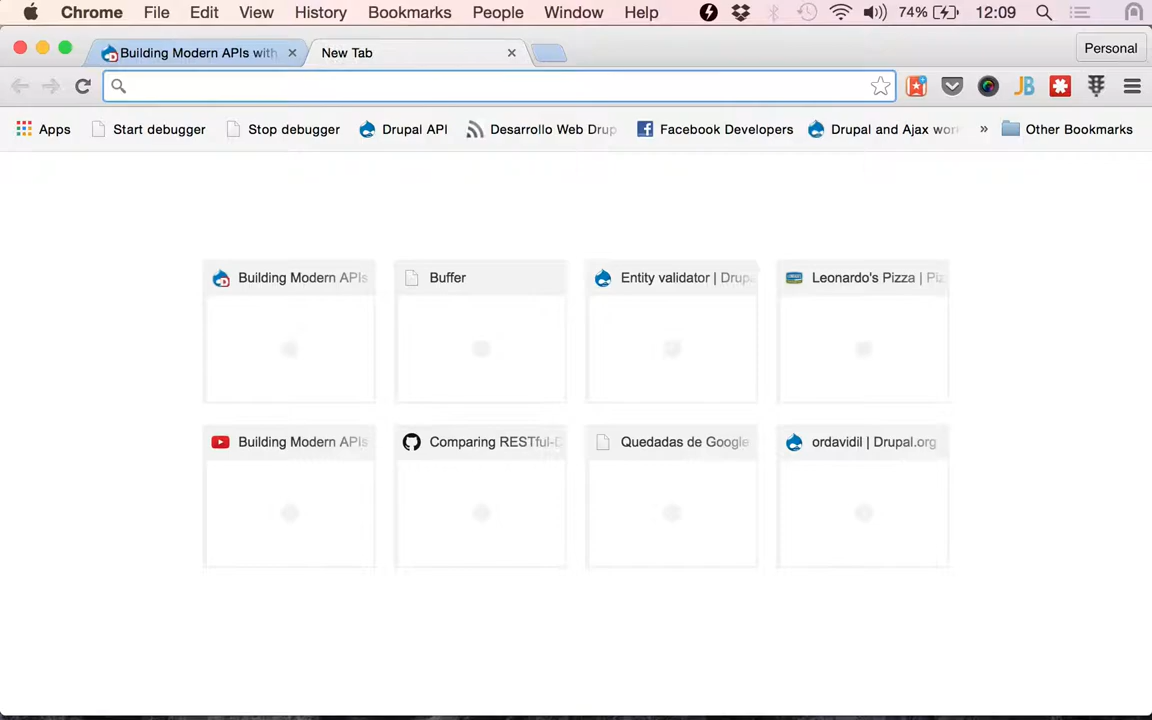 Chrome File Edit View History Bookmarks People Window Help 74% 12:09
Building Modern APIs with New Tab Personal
Apps Start debugger Stop debugger Drupal API Desarrollo Web Drup Facebook Developers Drupal and Ajax wor » Other Bookmarks
Building Modern APIs Buffer Entity validator | Drupa Leonardo's Pizza | Piz
Building Modern APIs Comparing RESTful-D Quedadas de Google ordavidil | Drupal.org